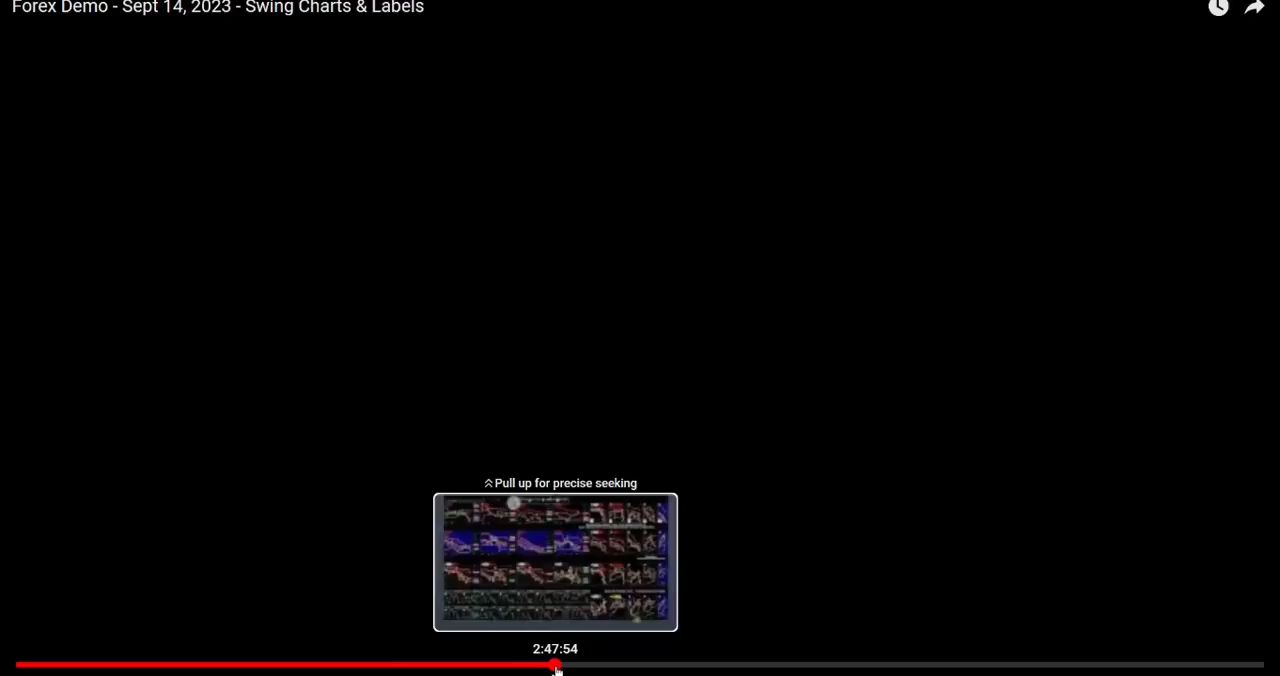 Forex Demo - Sept 14, 2023 - Swing Charts & Labels
Pull up for precise seeking
2:47:54